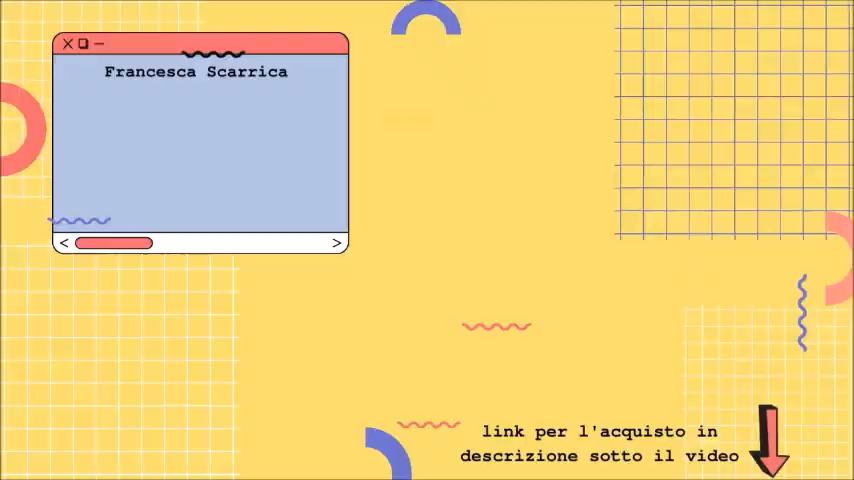 Francesca Scarrica
link per l'acquisto in
descrizione sotto il video